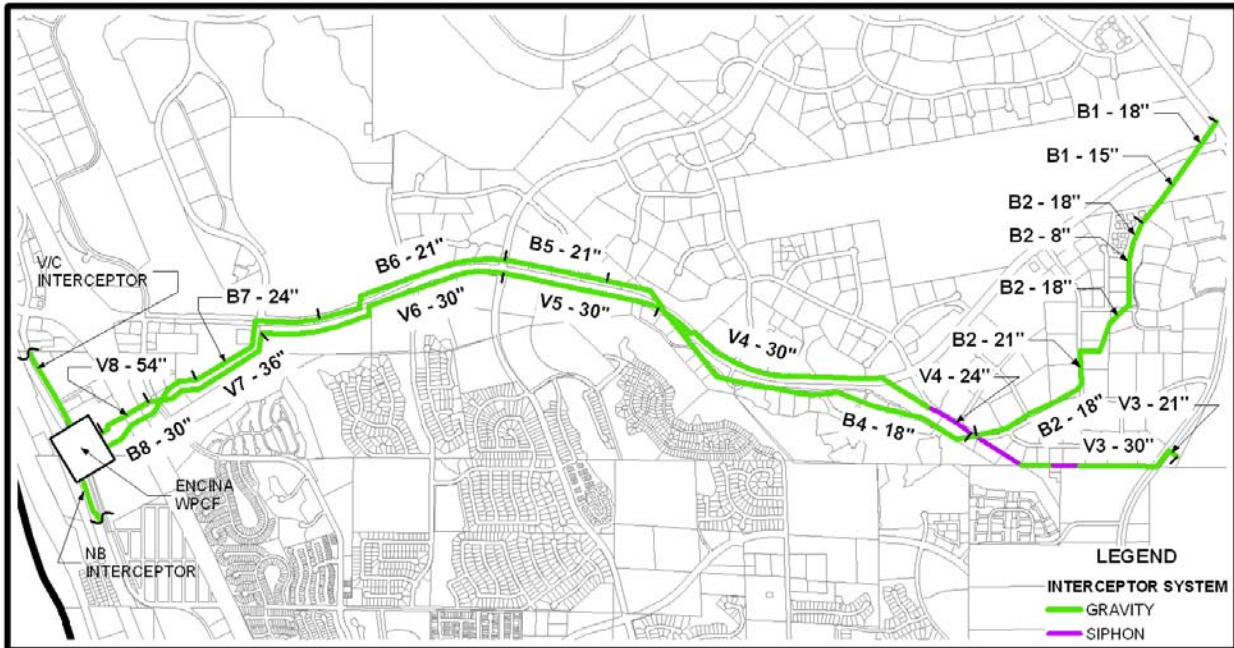 B1 - 18"
B1 - 15"
B2 - 18"
B2 - 8"
B2 - 18"
B2 - 21"
V3 - 21"
B2 - 18"
V3 - 30"
V4 - 24"
V4 - 30"
B4 - 18"
B5 - 21"
V5 - 30"
B6 - 21"
V6 - 30"
B7 - 24"
V7 - 36"
V8 - 54"
B8 - 30"
V/C
INTERCEPTOR
ENCINA
WPCF
NB
INTERCEPTOR
LEGEND
INTERCEPTOR SYSTEM
GRAVITY
SIPHON